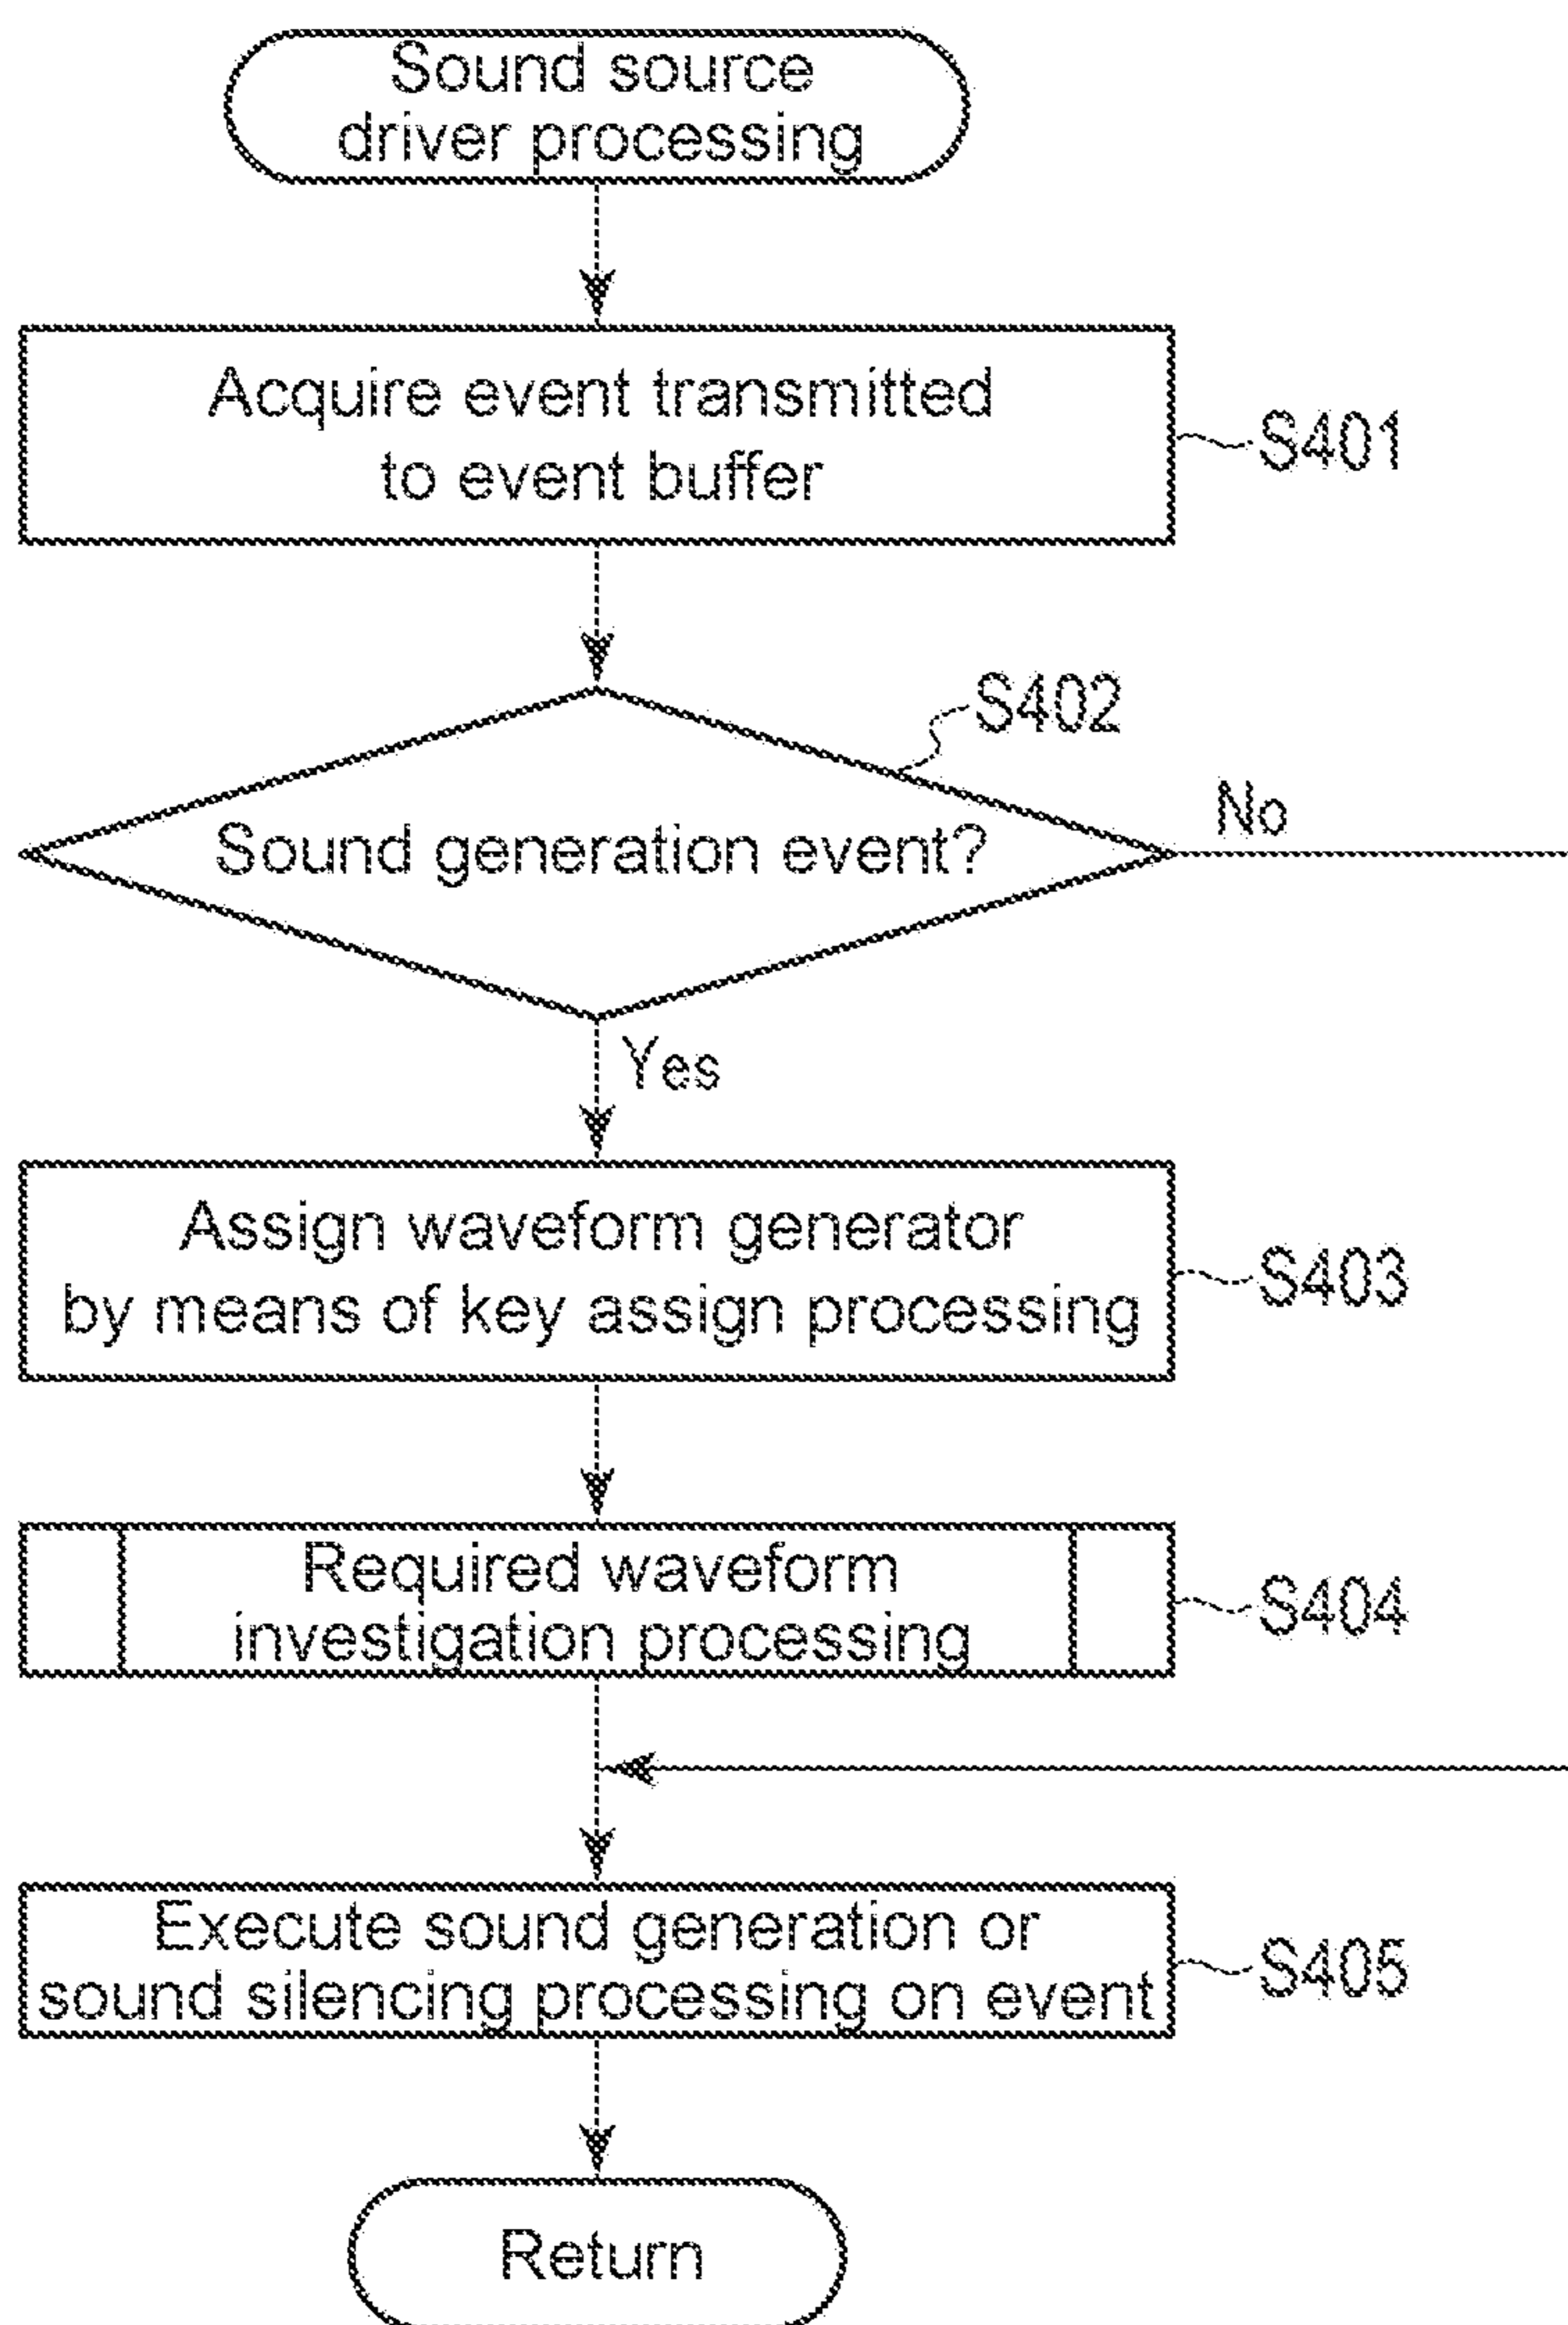 Sound source
driver processing
Acquire event transmitted
to event buffer
S401
S402
Sound generation event?
No
Yes
Assign waveform generator
by means of key assign processing
S403
Required waveform
investigation processing
S404
Execute sound generation or
sound silencing processing on event
S405
Return